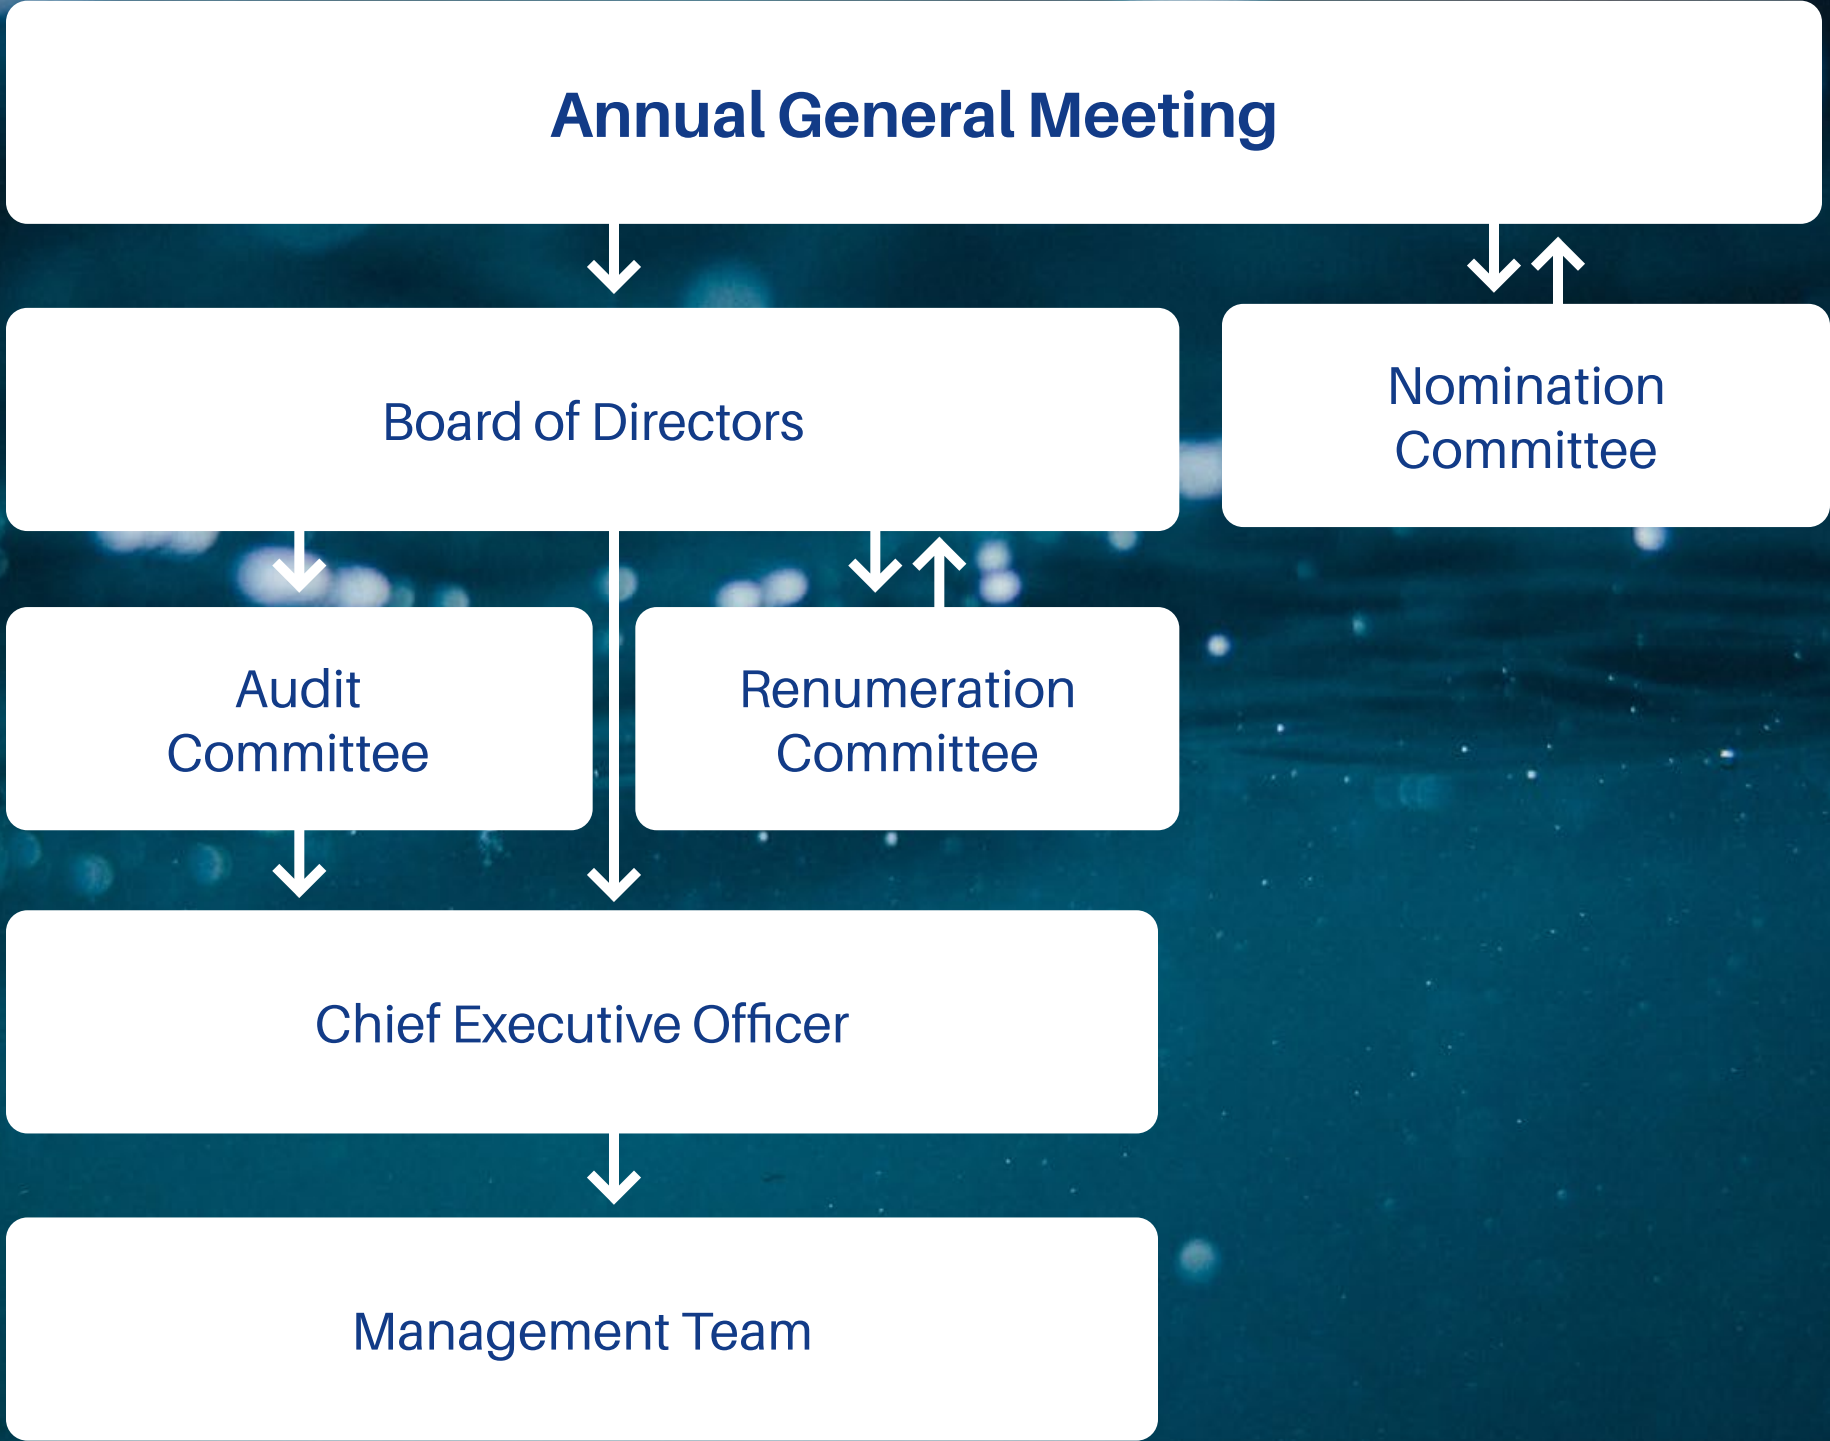 Annual General Meeting
Board of Directors
Nomination
Committee
Audit
Committee
Renumeration
Committee
Chief Executive Officer
Management Team